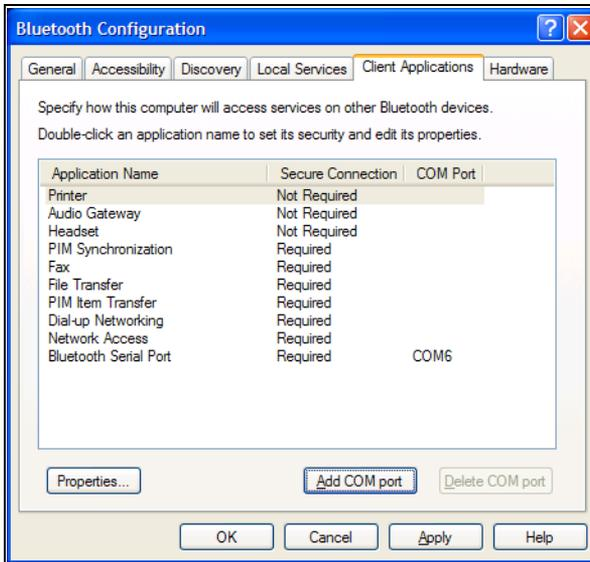 Bluetooth Configuration
General Accessibility Discovery Local Services Client Applications Hardware
Specify how this computer will access services on other Bluetooth devices.
Double-click an application name to set its security and edit its properties.
Application Name Secure Connection COM Port
Printer Not Required
Audio Gateway Not Required
Headset Not Required
PIM Synchronization Required
Fax Required
File Transfer Required
PIM Item Transfer Required
Dial-up Networking Required
Network Access Required
Bluetooth Serial Port Required COM6
Properties... Add COM port Delete COM port
OK Cancel Apply Help